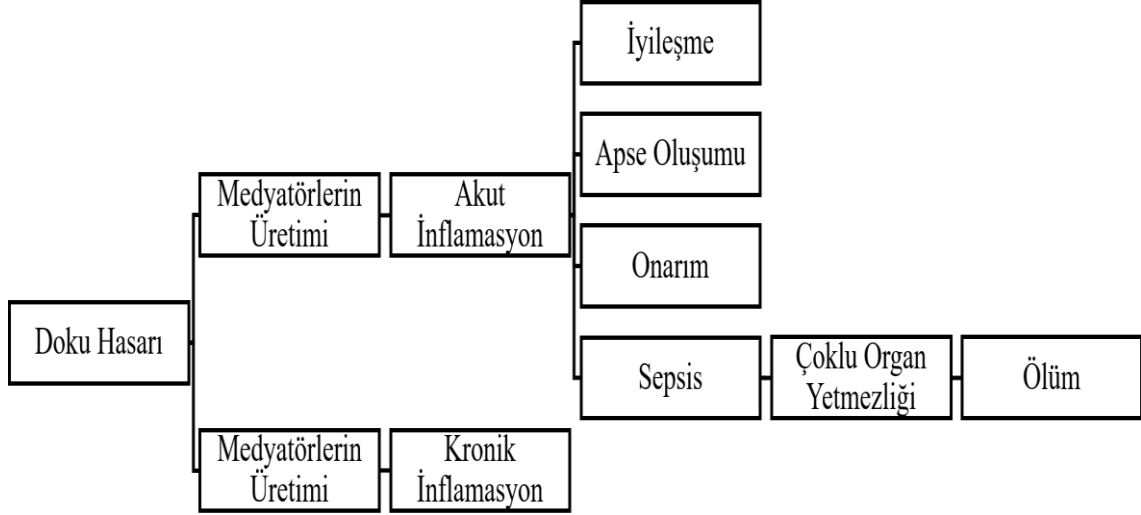 İyileşme
Apse Oluşumu
Medyatörlerin
Üretimi
Akut
İnflamasyon
Onarım
Doku Hasarı
Sepsis
Çoklu Organ
Yetmezliği
Ölüm
Medyatörlerin
Üretimi
Kronik
İnflamasyon